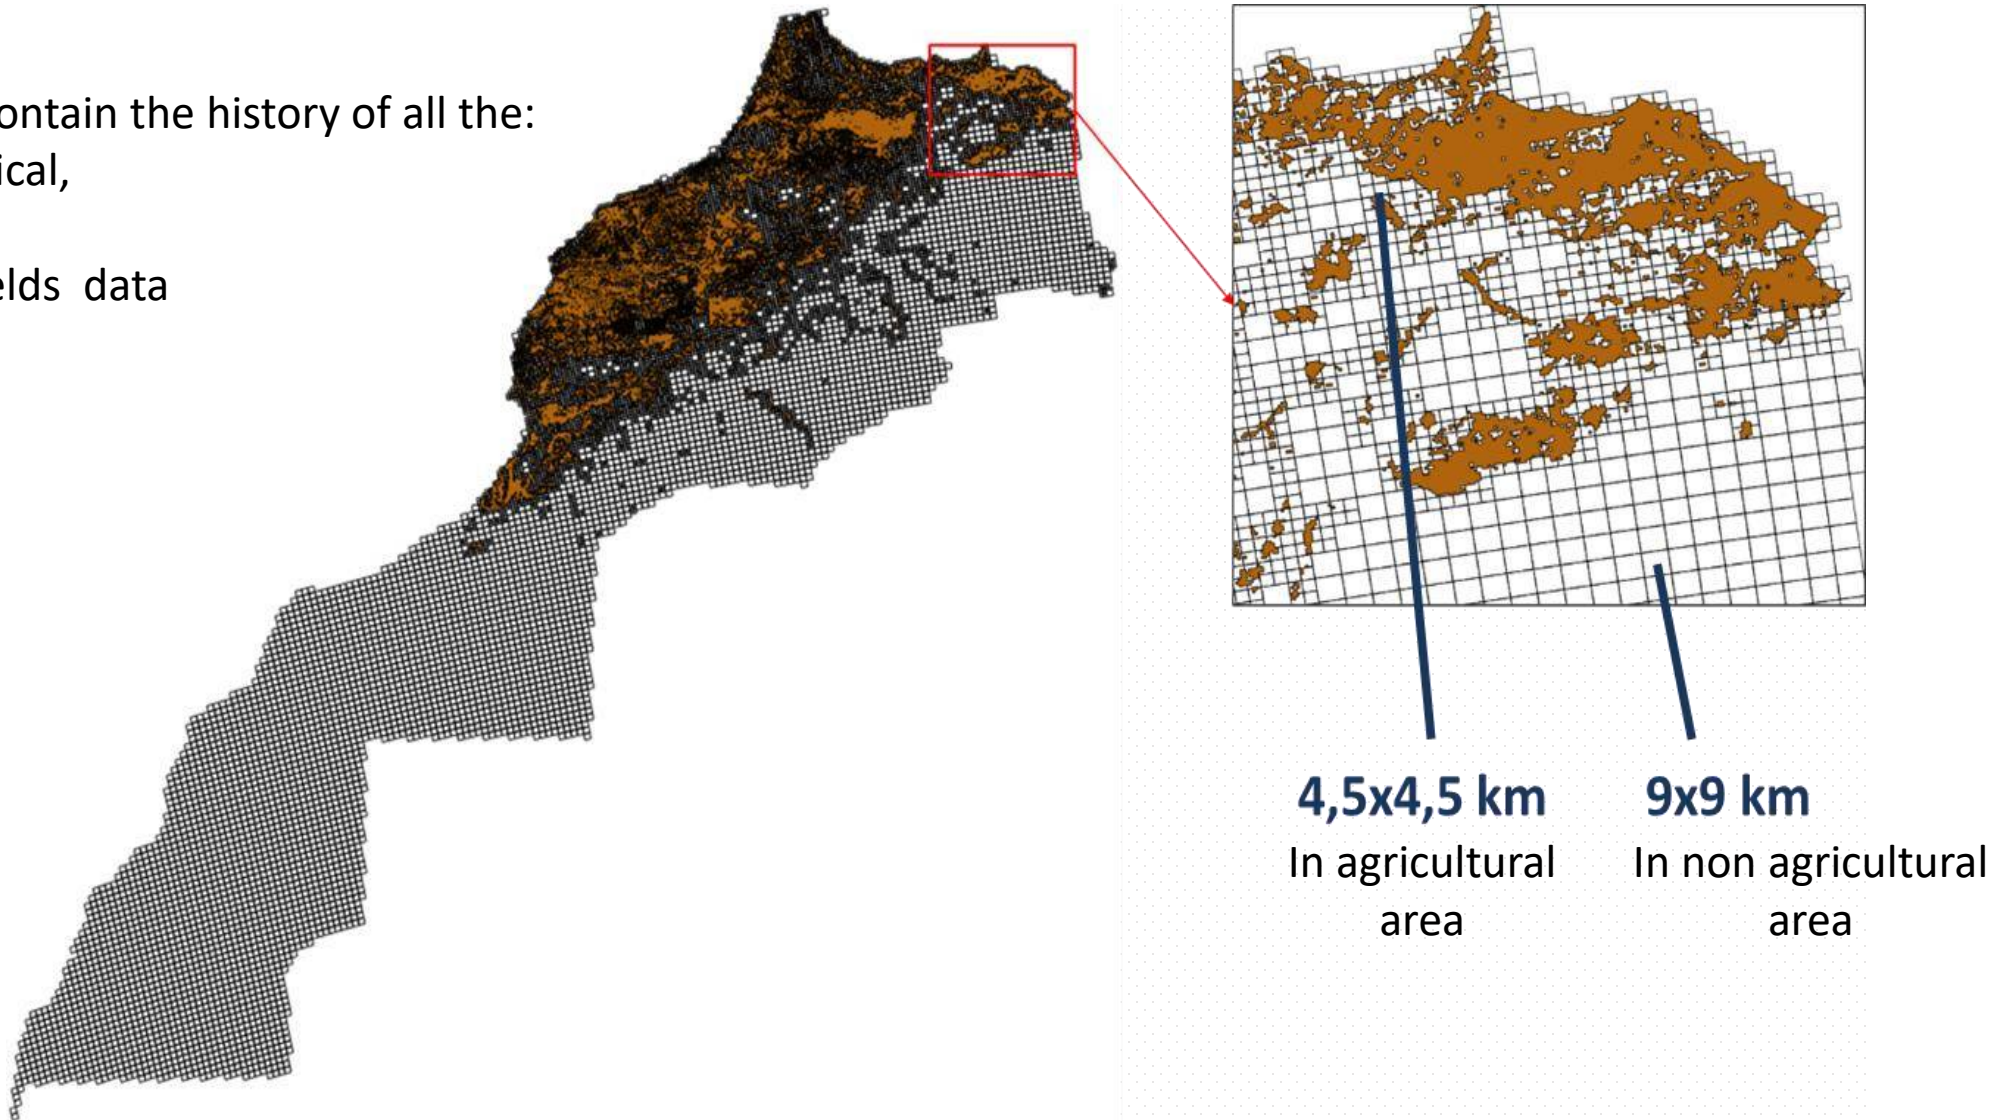 ontain the history of all the:
ical,
elds data
4,5x4,5 km
In agricultural
area
9x9 km
In non agricultural
area